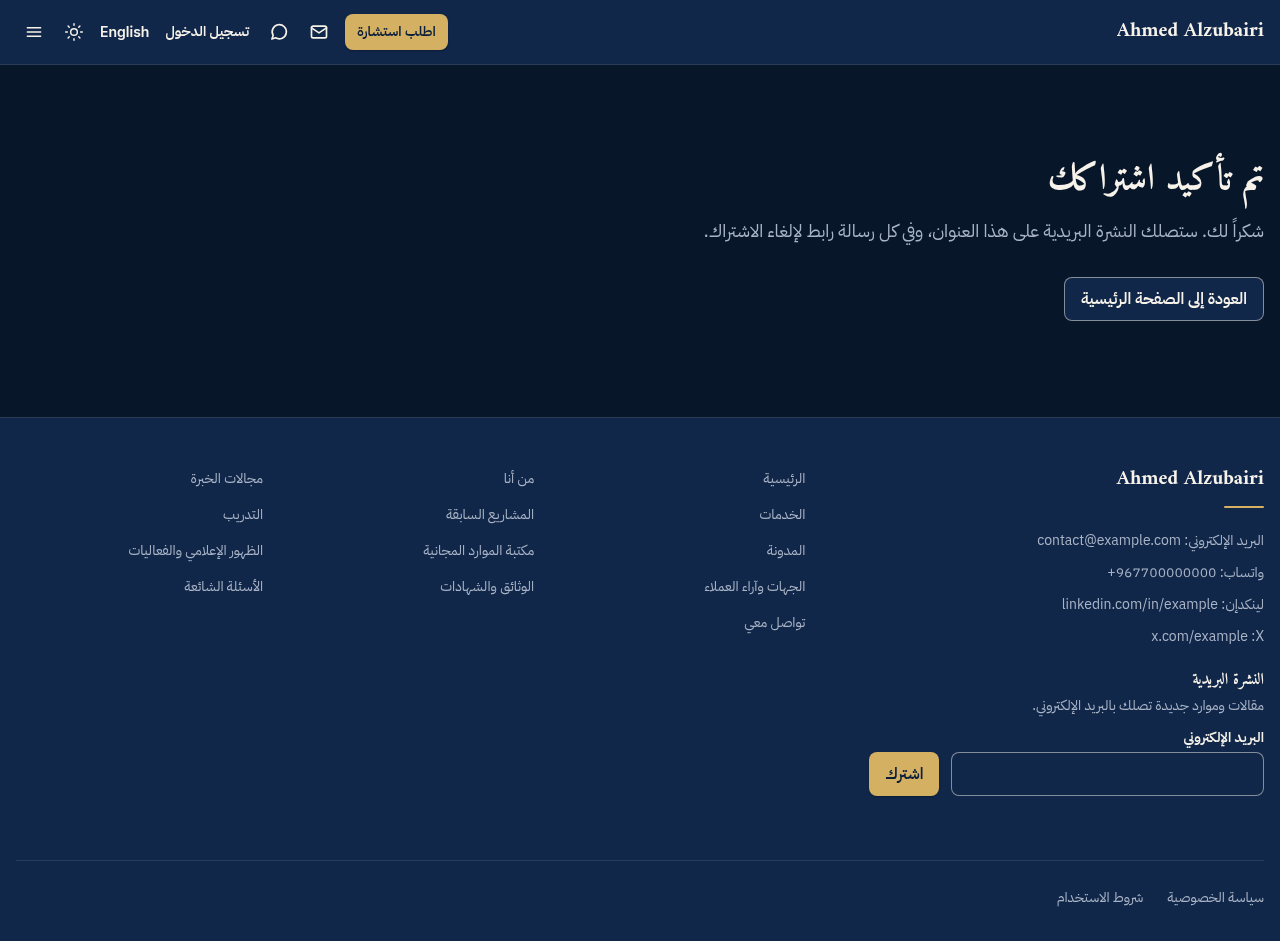 Ahmed Alzubairi
اطلب استشارة
تسجيل الدخول
English
تم تأكيد اشتراكك
شكراً لك. ستصلك النشرة البريدية على هذا العنوان، وفي كل رسالة رابط لإلغاء الاشتراك.
العودة إلى الصفحة الرئيسية
Ahmed Alzubairi
البريد الإلكتروني: contact@example.com
واتساب: +967700000000
لينكدإن: linkedin.com/in/example
X: x.com/example
النشرة البريدية
مقالات وموارد جديدة تصلك بالبريد الإلكتروني.
البريد الإلكتروني
اشترك
الرئيسية
الخدمات
المدونة
الجهات وآراء العملاء
تواصل معي
من أنا
المشاريع السابقة
مكتبة الموارد المجانية
الوثائق والشهادات
مجالات الخبرة
التدريب
الظهور الإعلامي والفعاليات
الأسئلة الشائعة
سياسة الخصوصية
شروط الاستخدام